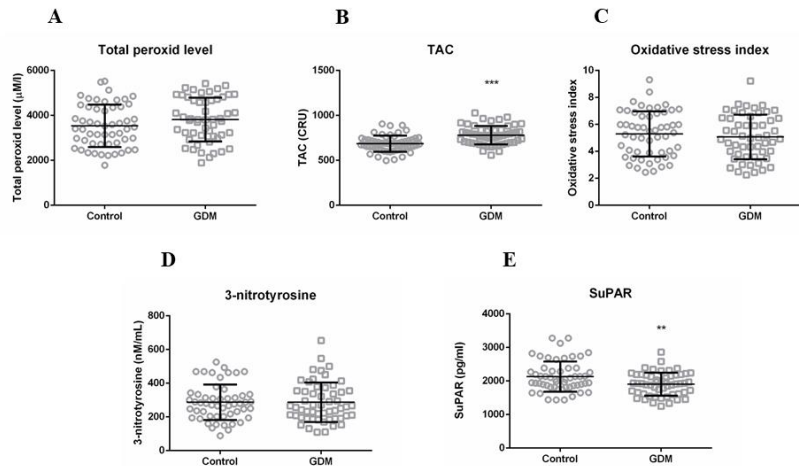 A
Total peroxid level
Total peroxid level (μM/l)
6000
4000
2000
0
Control
GDM
B
TAC
TAC (CRU)
1500
1000
500
0
***
Control
GDM
C
Oxidative stress index
Oxidative stress index
10
8
6
4
2
0
Control
GDM
D
3-nitrotyrosine
3-nitrotyrosine (nM/mL)
800
600
400
200
0
Control
GDM
E
SuPAR
SuPAR (pg/ml)
4000
3000
2000
1000
0
**
Control
GDM